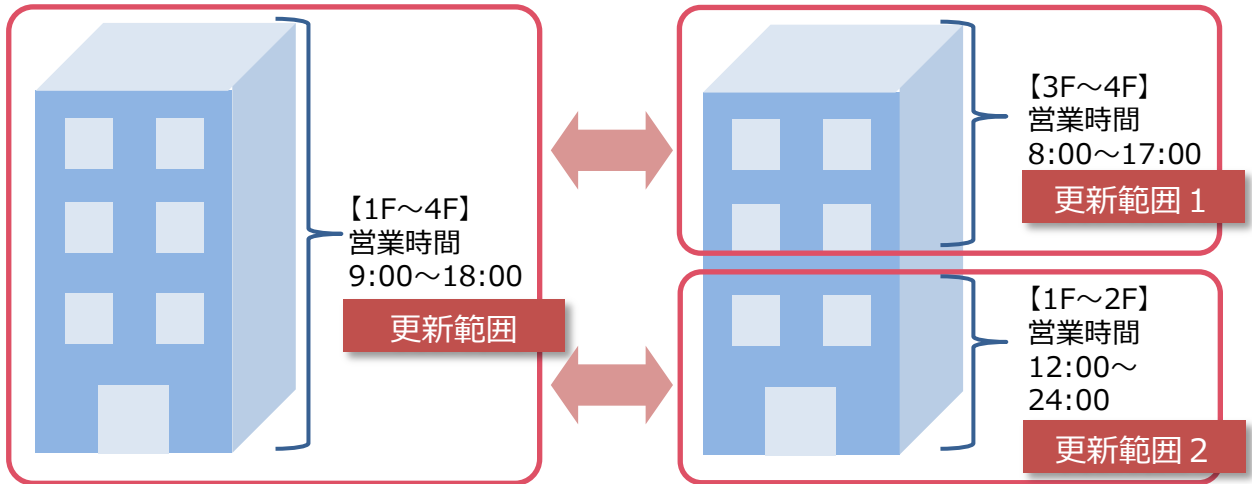 【1F～4F】
営業時間
9:00～18:00
更新範囲
【3F～4F】
営業時間
8:00～17:00
更新範囲１
【1F～2F】
営業時間
12:00～
24:00
更新範囲２